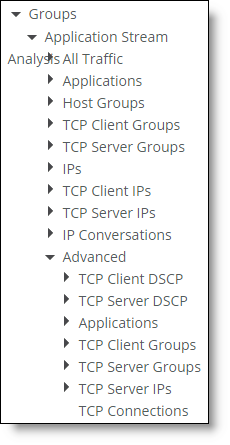 Groups
Application Stream
Analysis All Traffic
Applications
Host Groups
TCP Client Groups
TCP Server Groups
IPs
TCP Client IPs
TCP Server IPs
IP Conversations
Advanced
TCP Client DSCP
TCP Server DSCP
Applications
TCP Client Groups
TCP Server Groups
TCP Server IPs
TCP Connections